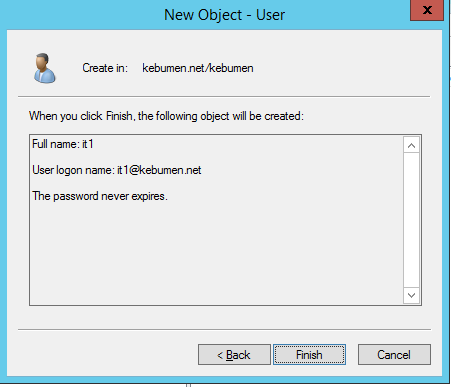 New Object - User
x
Create in: kebumen.net/kebumen
When you click Finish, the following object will be created:
Full name: it1
User logon name: it1@kebumen.net
The password never expires.
< Back Finish Cancel